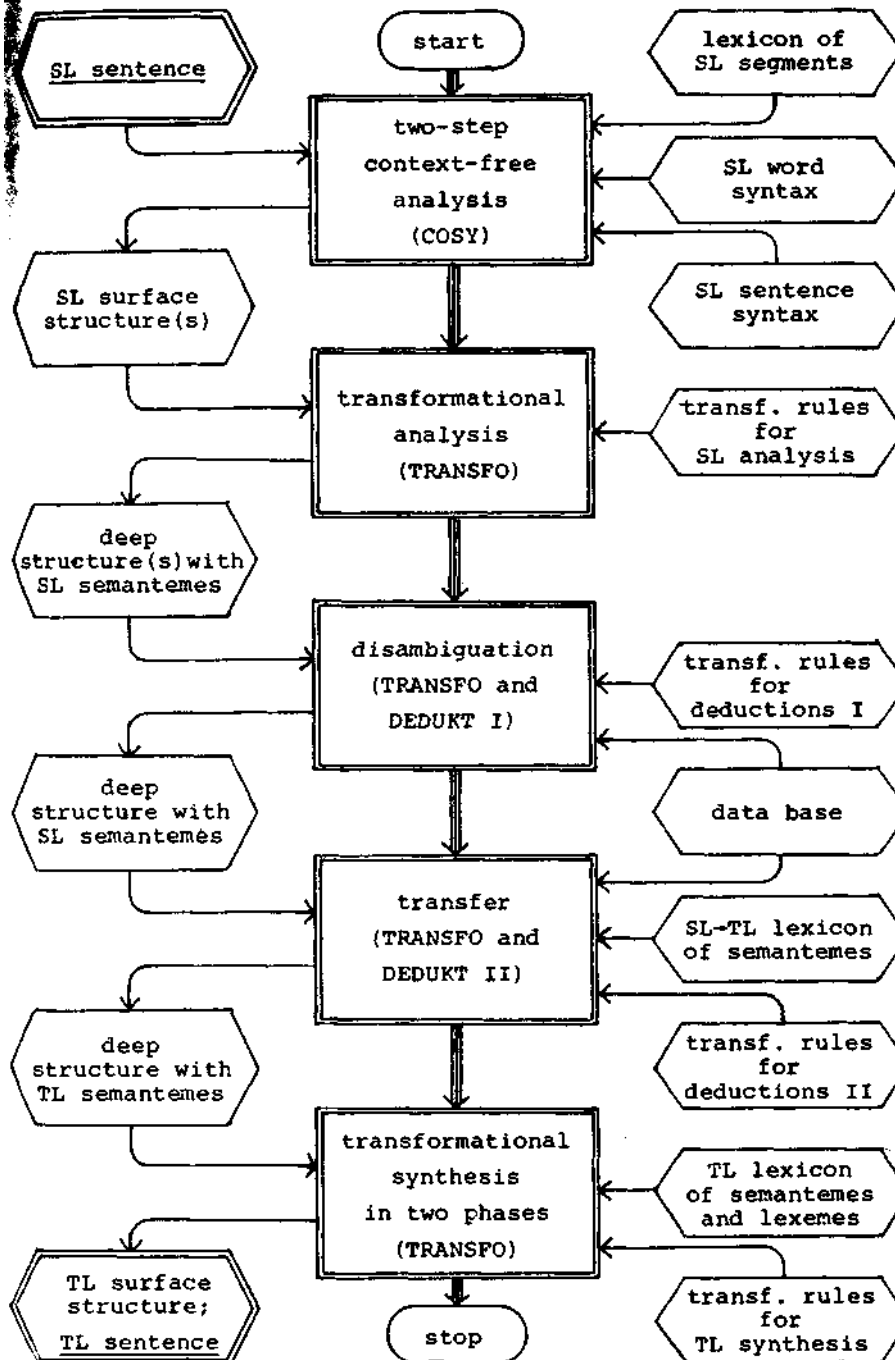 SL sentence
start
lexicon of
SL segments
two-step
context-free
analysis
(COSY)
SL word
syntax
SL surface
structure(s)
SL sentence
syntax
transformational
analysis
(TRANSFO)
transf. rules
for
SL analysis
deep
structure(s)with
SL semantemes
disambiguation
(TRANSFO and
DEDUKT I)
transf. rules
for
deductions I
deep
structure with
SL semantemes
data base
transfer
(TRANSFO and
DEDUKT II)
SL→TL lexicon
of semantemes
deep
structure with
TL semantemes
transf. rules
for
deductions II
transformational
synthesis
in two phases
(TRANSFO)
TL lexicon
of semantemes
and lexemes
TL surface
structure;
TL sentence
stop
transf. rules
for
TL synthesis